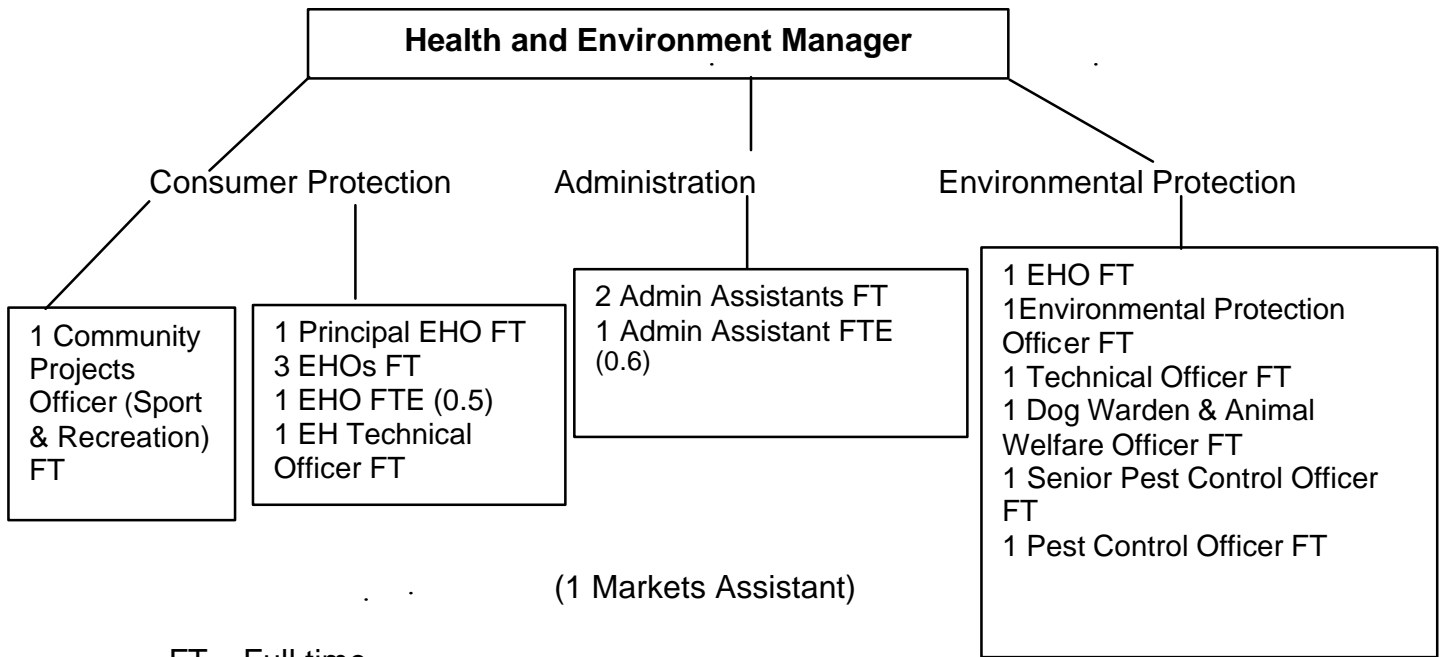 Health and Environment Manager
Consumer Protection
Administration
Environmental Protection
1 Community
Projects
Officer (Sport
& Recreation)
FT
1 Principal EHO FT
3 EHOs FT
1 EHO FTE (0.5)
1 EH Technical
Officer FT
2 Admin Assistants FT
1 Admin Assistant FTE
(0.6)
1 EHO FT
1Environmental Protection
Officer FT
1 Technical Officer FT
1 Dog Warden & Animal
Welfare Officer FT
1 Senior Pest Control Officer
FT
1 Pest Control Officer FT
(1 Markets Assistant)
FT Full time